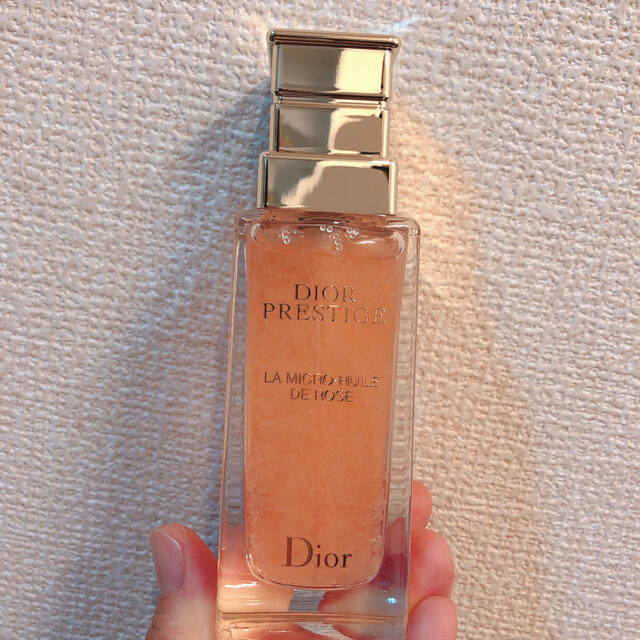 DIOR
PRESTIGE
LA MICRO-HUILE
DE ROSE
Dior